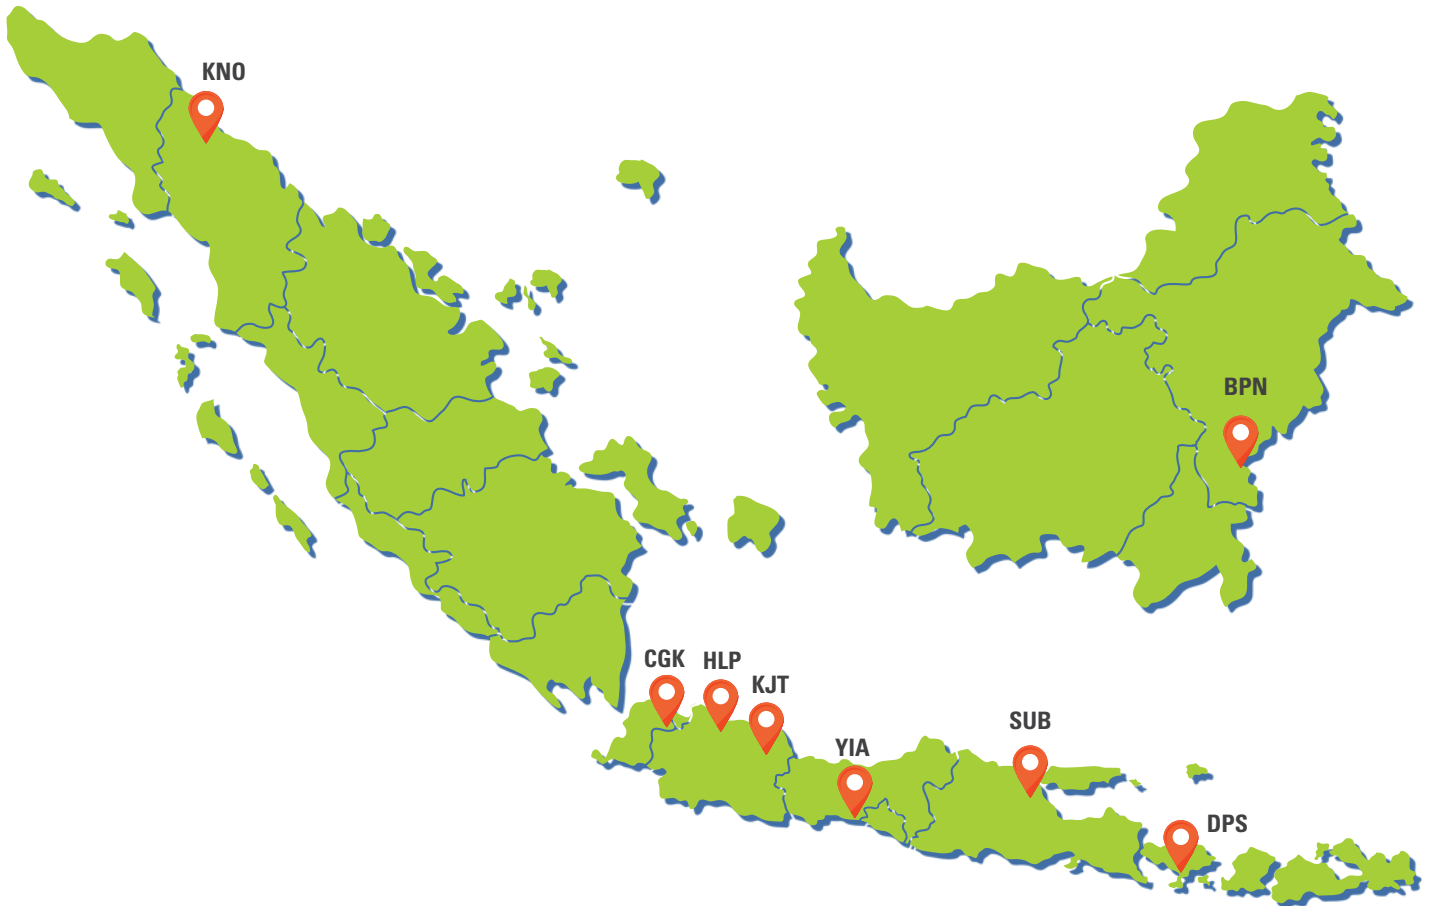 KNO
BPN
CGK
HLP
KJT
SUB
YIA
DPS